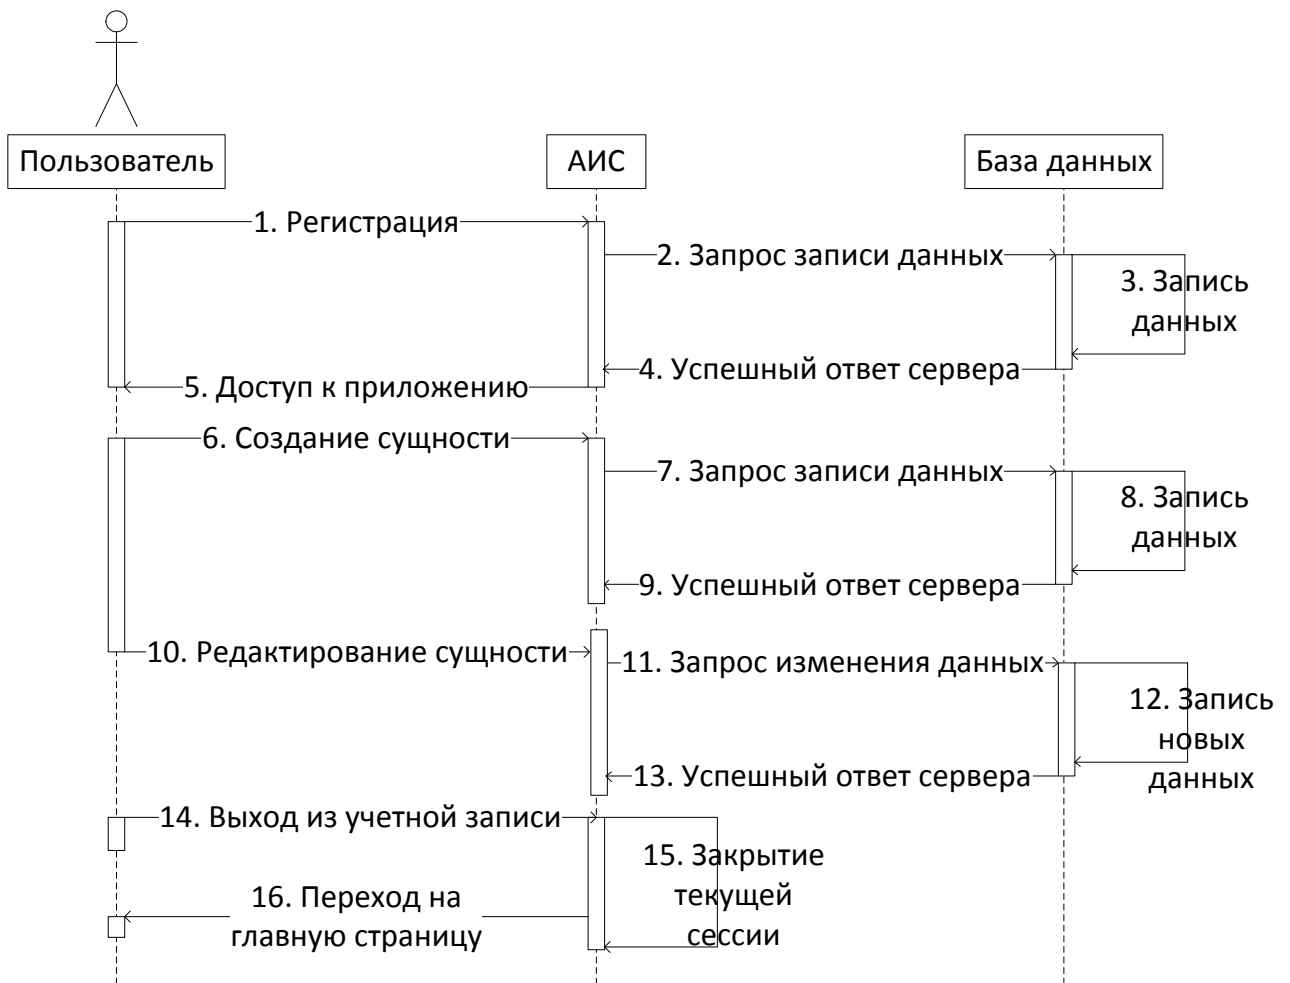 Пользователь
АИС
База данных
1. Регистрация
2. Запрос записи данных
3. Запись
данных
4. Успешный ответ сервера
5. Доступ к приложению
6. Создание сущности
7. Запрос записи данных
8. Запись
данных
9. Успешный ответ сервера
10. Редактирование сущности
11. Запрос изменения данных
12. Запись
новых
данных
13. Успешный ответ сервера
14. Выход из учетной записи
15. Закрытие
текущей
сессии
16. Переход на
главную страницу